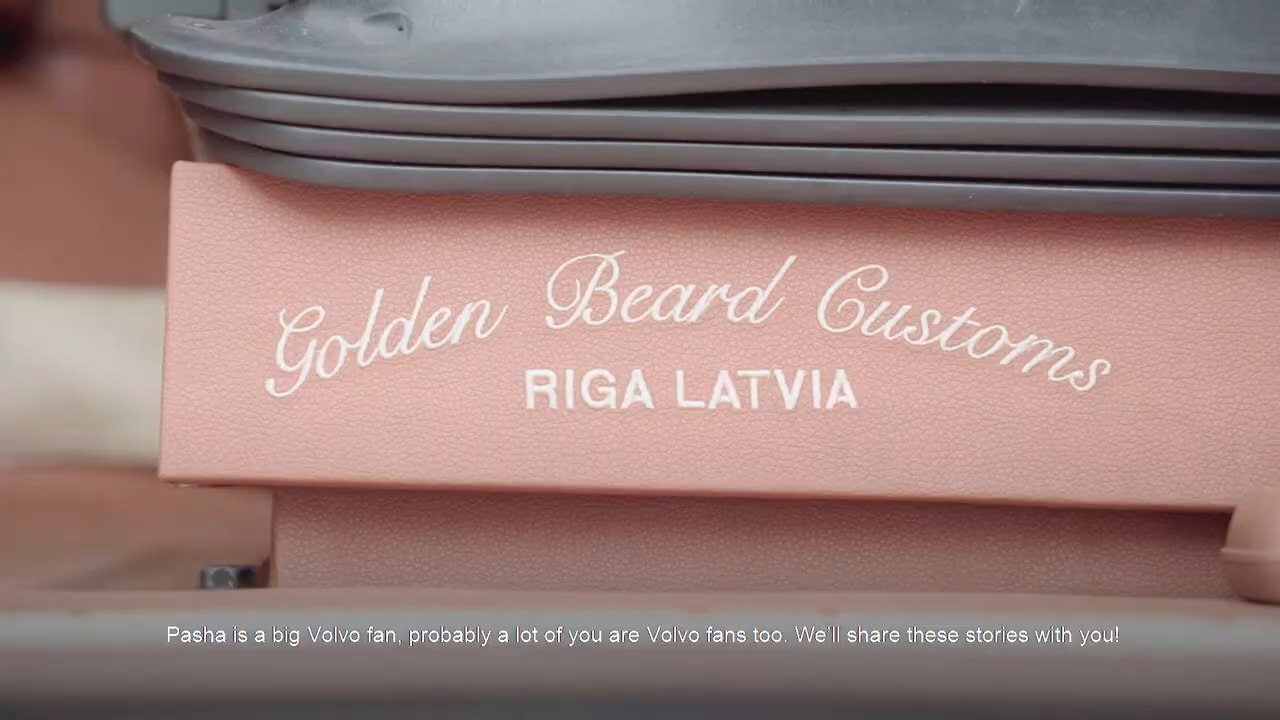 Golden Beard Customs
RIGA LATVIA
Pasha is a big Volvo fan, probably a lot of you are Volvo fans too. We'll share these stories with you!